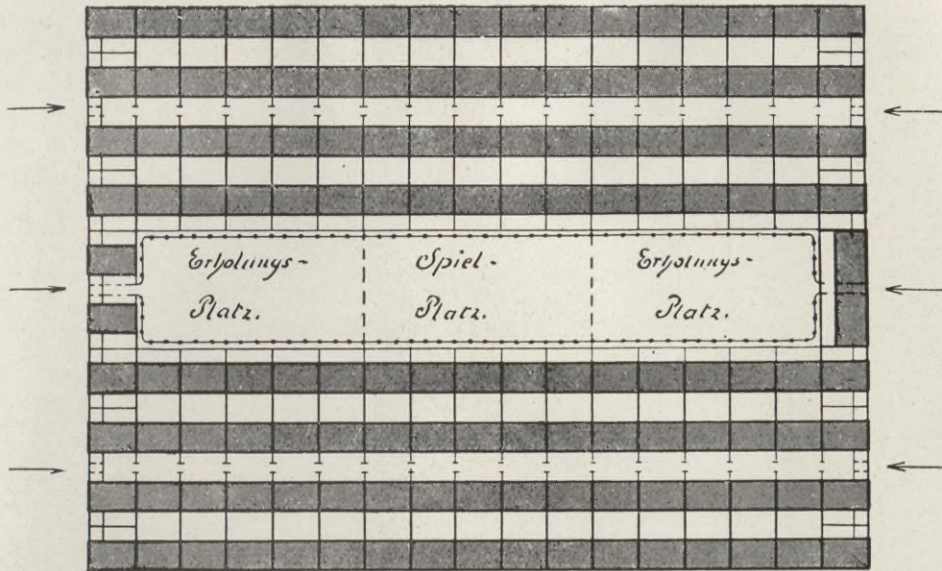 Erholungs-
Platz.
Spiel-
Platz.
Erholungs-
Platz.